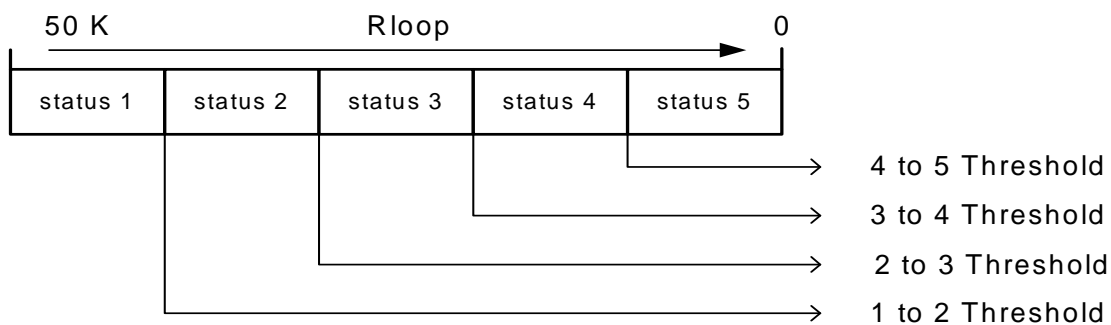 50 K Rloop 0
status 1 status 2 status 3 status 4 status 5
4 to 5 Threshold
3 to 4 Threshold
2 to 3 Threshold
1 to 2 Threshold